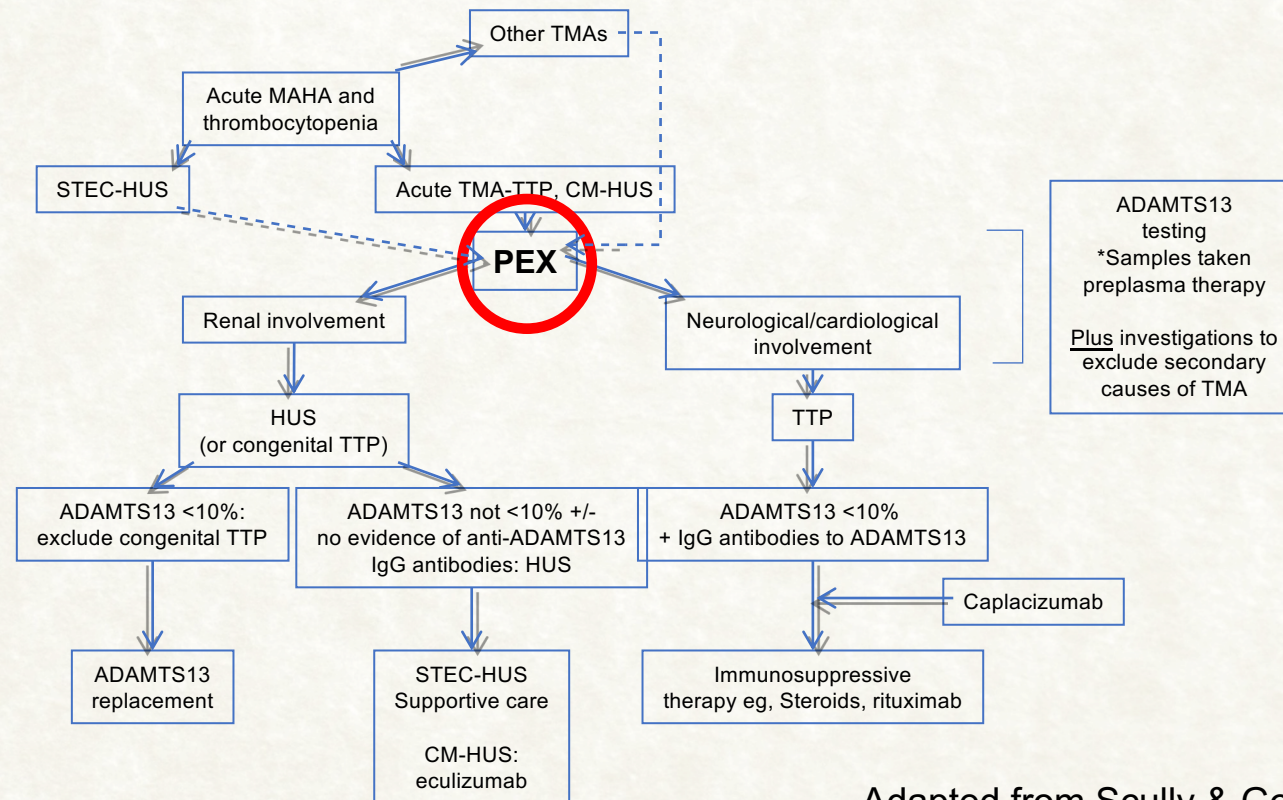 Other TMAs
Acute MAHA and
thrombocytopenia
STEC-HUS
Acute TMA-TTP, CM-HUS
PEX
ADAMTS13
testing
*Samples taken
preplasma therapy
Plus investigations to
exclude secondary
causes of TMA
Renal involvement
Neurological/cardiological
involvement
HUS
(or congenital TTP)
TTP
ADAMTS13 <10%:
exclude congenital TTP
ADAMTS13 not <10% +/-
no evidence of anti-ADAMTS13
IgG antibodies: HUS
ADAMTS13 <10%
+ IgG antibodies to ADAMTS13
Caplacizumab
ADAMTS13
replacement
STEC-HUS
Supportive care
CM-HUS:
eculizumab
Immunosuppressive
therapy eg, Steroids, rituximab
Adapted from Scully &